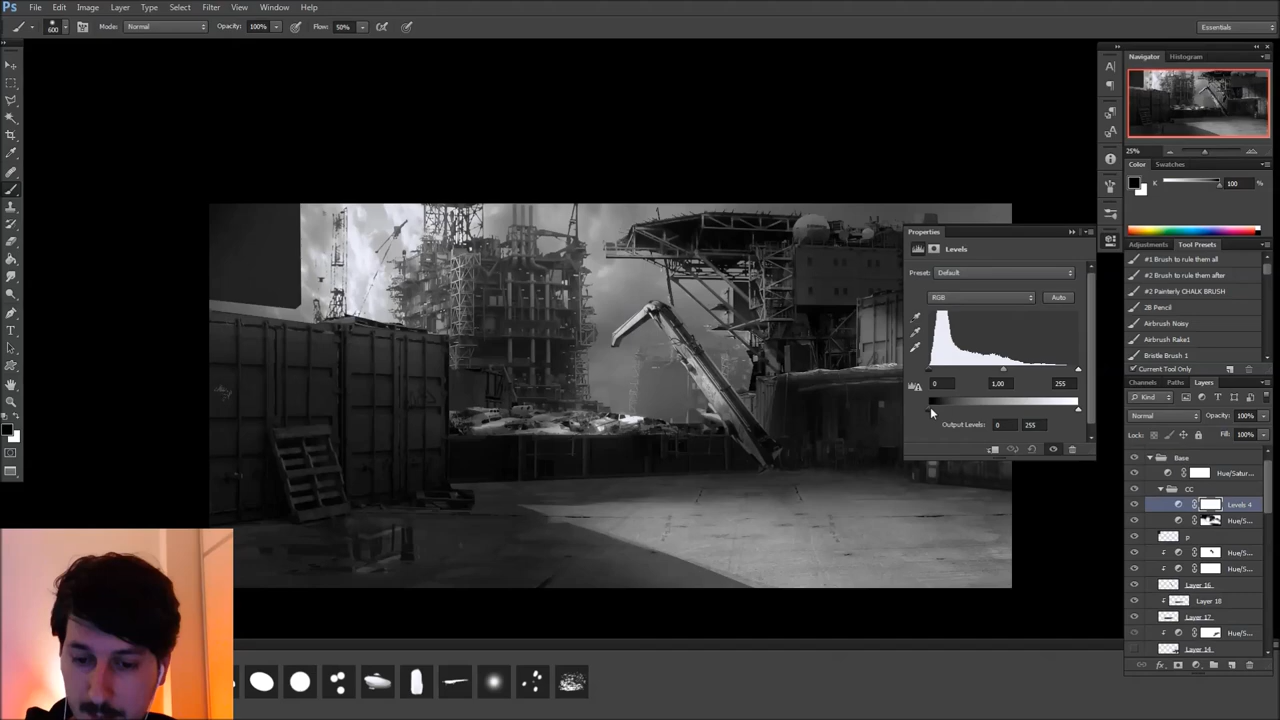 Ps File Edit Image Layer Type Select Filter View Window Help
600 Mode: Normal Opacity: 100% Flow: 50% Essentials
Navigator Histogram
25%
Color Swatches
K 100 %
Properties
Levels
Preset: Default
RGB Auto
0 1.00 255
Output Levels: 0 255
Adjustments Tool Presets
#1 Brush to rule them all
#2 Brush to rule them after
#2 Painterly CHALK BRUSH
2B Pencil
Airbrush Noisy
Airbrush Rake1
Bristle Brush 1
Current Tool Only
Channels Paths Layers
Kind
Normal Opacity: 100%
Lock: Fill: 100%
Base
Hue/Satur...
CC
Levels 4
Hue/S...
p
Hue/S...
Hue/S...
Layer 16
Layer 18
Layer 17
Hue/S...
Layer 14